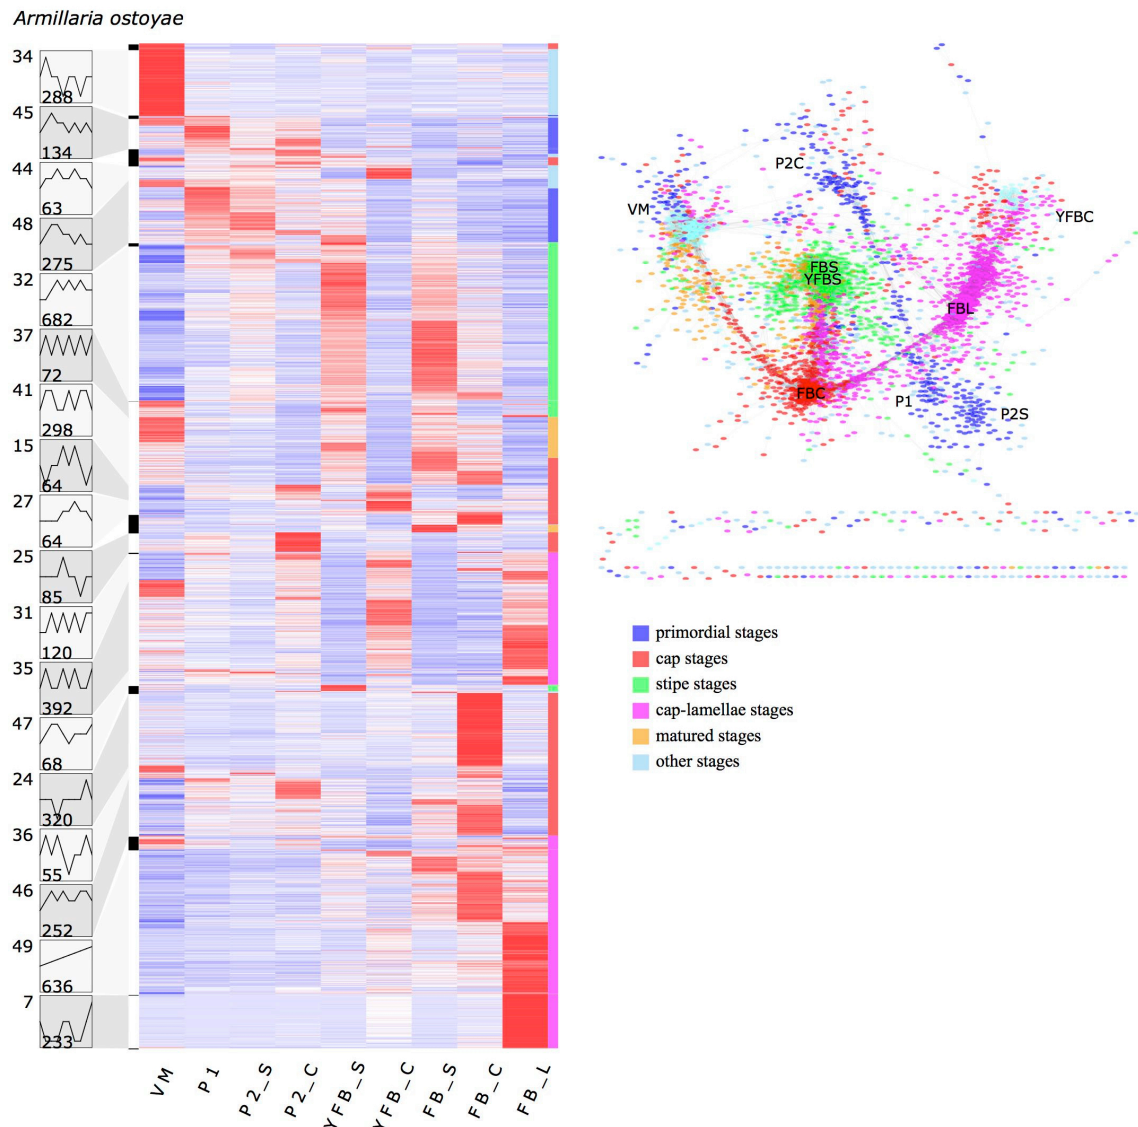 Armillaria ostoyae
34
288
45
134
44
63
48
275
32
682
37
72
41
298
15
64
27
64
25
85
31
120
35
392
47
68
24
320
36
55
46
252
49
636
7
233
VM
P1
P2_S
P2_C
YFB_S
YFB_C
FB_S
FB_C
FB_L
P2C
VM
YFBC
FBS
YFBS
FBL
FBC
P1
P2S
primordial stages
cap stages
stipe stages
cap-lamellae stages
matured stages
other stages